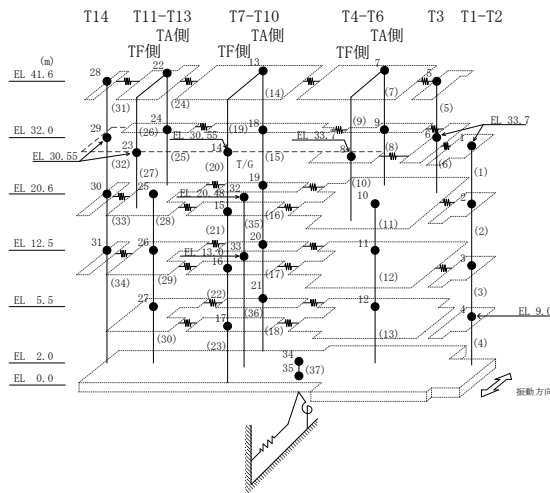 T14 T11-T13 T7-T10 T4-T6 T3 T1-T2
TA側 TA側 TA側
TF側 TF側 TF側
(m)
EL 41.6 28 22 13 7 5
(31) (24) (14) (7) (5)
EL 32.0 29 24 18 9 6 1 EL 33.7
(26) (19) EL 30.55 EL 33.7 (9)
EL 30.55 23 14 8 (8)
(32) (25) (20) T/G (15) (6) (1)
(27) (10)
EL 20.6 30 25 EL 20.48 32 19 10 2
(33) (28) 15 (35) (16) (11) (2)
(21)
EL 12.5 31 26 EL 13.0 33 20 11 3
(34) (29) 16 (17) (12) (3)
EL 5.5 27 (22) 21 12 4 EL 9.0
(30) 17 (36) (18) (13)
(23) (4)
EL 2.0 34
EL 0.0 35 (37)
振動方向